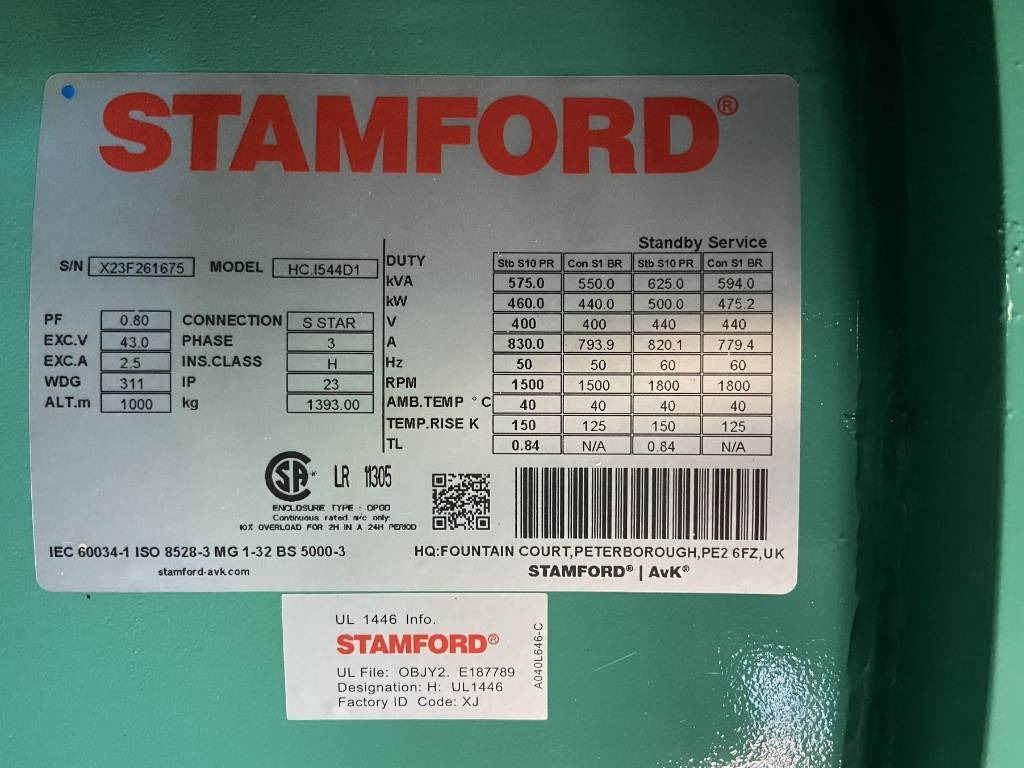 STAMFORD®
Standby Service
S/N X23F261675 MODEL HC.I544D1
DUTY Stb S10 PR Con S1 BR Stb S10 PR Con S1 BR
kVA 575.0 550.0 625.0 594.0
kW 460.0 440.0 500.0 475.2
PF 0.80 CONNECTION S STAR V 400 400 440 440
EXC.V 43.0 PHASE 3 A 830.0 793.9 820.1 779.4
EXC.A 2.5 INS.CLASS H Hz 50 50 60 60
WDG 311 IP 23 RPM 1500 1500 1800 1800
ALT.m 1000 kg 1393.00 AMB.TEMP °C 40 40 40 40
TEMP.RISE K 150 125 150 125
TL 0.84 N/A 0.84 N/A
SA LR 11305
ENCLOSURE TYPE : OPGD
Continuous rated m/c only:
10% OVERLOAD FOR 2H IN A 24H PERIOD
IEC 60034-1 ISO 8528-3 MG 1-32 BS 5000-3 HQ:FOUNTAIN COURT,PETERBOROUGH,PE2 6FZ,UK
stamford-avk.com STAMFORD® | AvK®
UL 1446 Info.
STAMFORD®
UL File: OBJY2. E187789
Designation: H: UL1446
Factory ID Code: XJ
A040L646-C